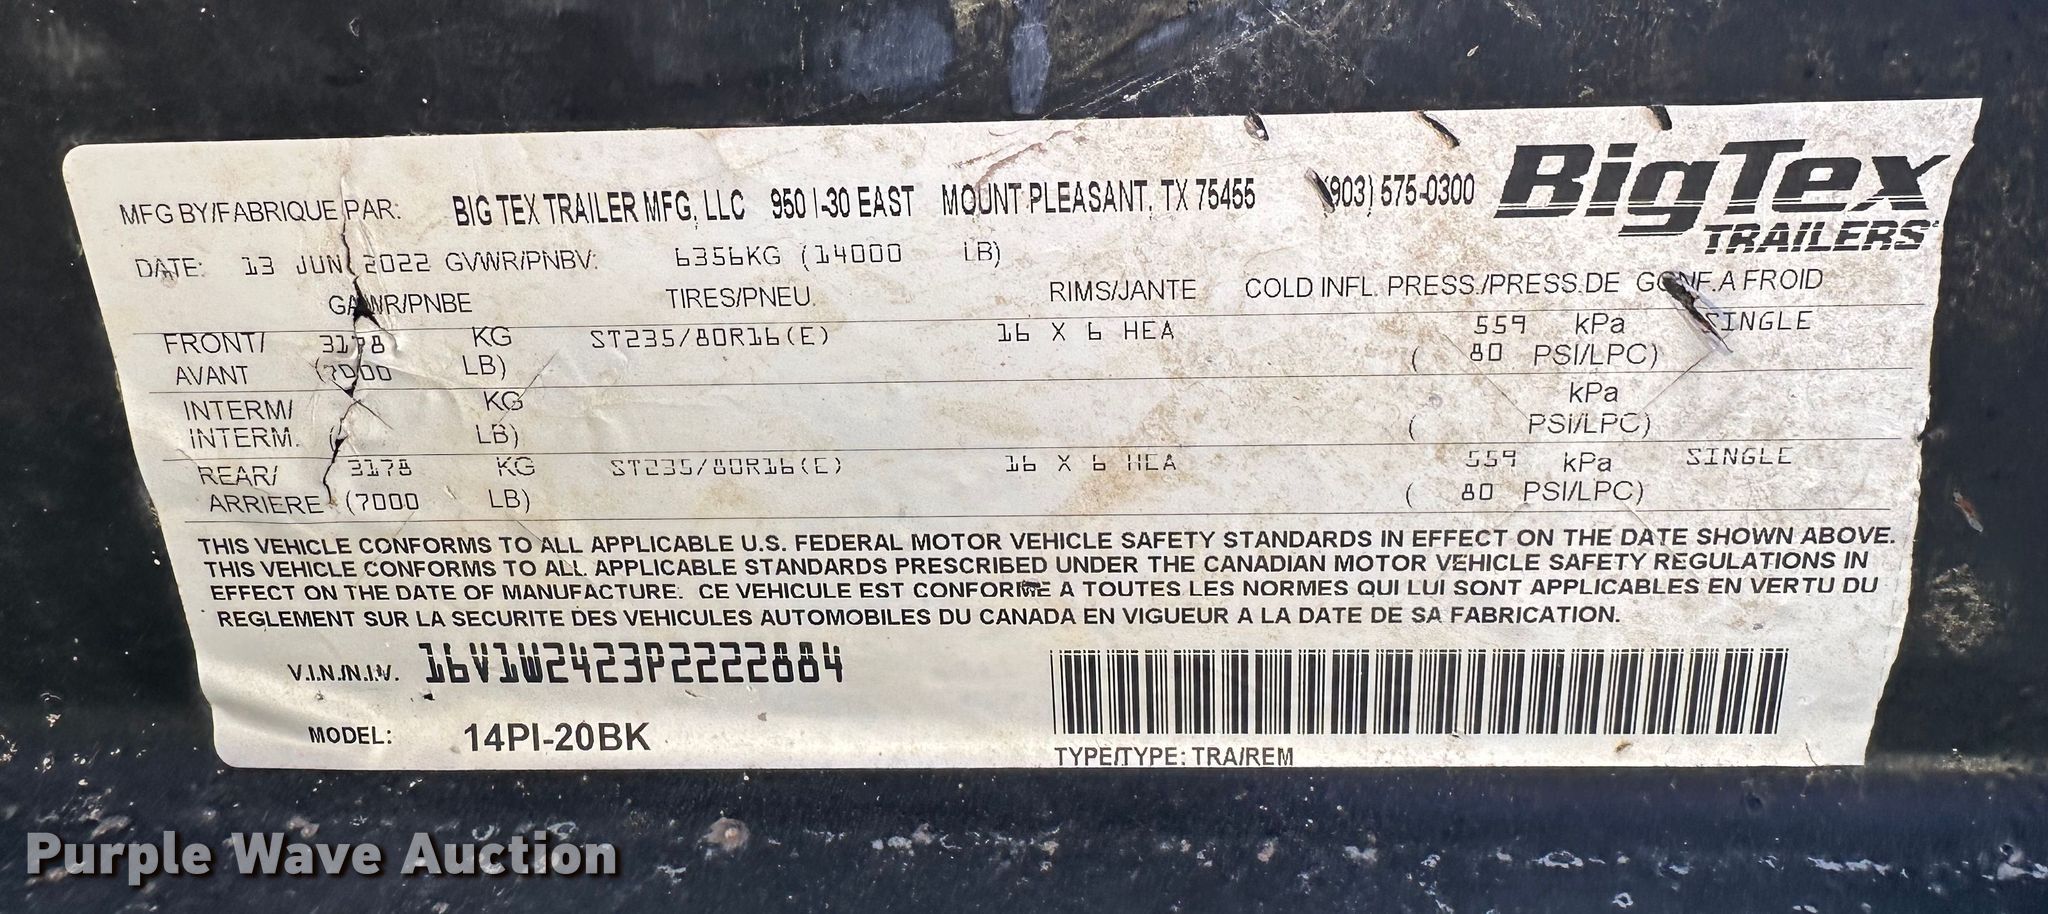 MFG BY/FABRIQUE PAR: BIG TEX TRAILER MFG, LLC 950 I-30 EAST MOUNT PLEASANT, TX 75455 (903) 575-0300 BigTex TRAILERS
DATE: 13 JUN 2022 GVWR/PNBV: 6356KG (14000 LB)
GAWR/PNBE TIRES/PNEU. RIMS/JANTE COLD INFL. PRESS./PRESS.DE GONF.A FROID
FRONT/ 3178 KG ST235/80R16(E) 16 X 6 HEA 559 kPa SINGLE
AVANT (7000 LB) ( 80 PSI/LPC)
INTERM/ KG kPa
INTERM. ( LB) ( PSI/LPC)
REAR/ 3178 KG ST235/80R16(E) 16 X 6 HEA 559 kPa SINGLE
ARRIERE (7000 LB) ( 80 PSI/LPC)
THIS VEHICLE CONFORMS TO ALL APPLICABLE U.S. FEDERAL MOTOR VEHICLE SAFETY STANDARDS IN EFFECT ON THE DATE SHOWN ABOVE.
THIS VEHICLE CONFORMS TO ALL APPLICABLE STANDARDS PRESCRIBED UNDER THE CANADIAN MOTOR VEHICLE SAFETY REGULATIONS IN
EFFECT ON THE DATE OF MANUFACTURE. CE VEHICULE EST CONFORME A TOUTES LES NORMES QUI LUI SONT APPLICABLES EN VERTU DU
REGLEMENT SUR LA SECURITE DES VEHICULES AUTOMOBILES DU CANADA EN VIGUEUR A LA DATE DE SA FABRICATION.
V.I.N./N.I.V. 16V1W2423P2222884
MODEL: 14PI-20BK
TYPE/TYPE: TRA/REM
Purple Wave Auction